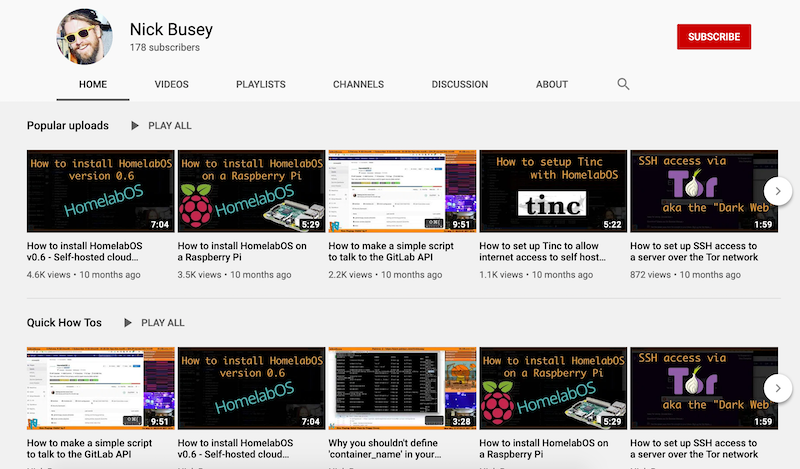 Nick Busey
178 subscribers
SUBSCRIBE
HOME VIDEOS PLAYLISTS CHANNELS DISCUSSION ABOUT
Popular uploads PLAY ALL
How to install HomelabOS
version 0.6
HomelabOS
7:04
How to install HomelabOS
on a Raspberry Pi
HomelabOS
5:29
9:51
How to setup Tinc
with HomelabOS
tinc
5:22
SSH access via
Tor
aka the "Dark Web
1:59
How to install HomelabOS
v0.6 - Self-hosted cloud...
4.6K views • 10 months ago
How to install HomelabOS on
a Raspberry Pi
3.5K views • 10 months ago
How to make a simple script
to talk to the GitLab API
2.2K views • 10 months ago
How to set up Tinc to allow
internet access to self host...
1.1K views • 10 months ago
How to set up SSH access to
a server over the Tor network
872 views • 10 months ago
Quick How Tos PLAY ALL
9:51
How to install HomelabOS
version 0.6
HomelabOS
7:04
3:28
How to install HomelabOS
on a Raspberry Pi
HomelabOS
5:29
SSH access via
Tor
aka the "Dark Web
1:59
How to make a simple script
to talk to the GitLab API
How to install HomelabOS
v0.6 - Self-hosted cloud...
Why you shouldn't define
'container_name' in your...
How to install HomelabOS on
a Raspberry Pi
How to set up SSH access to
a server over the Tor network